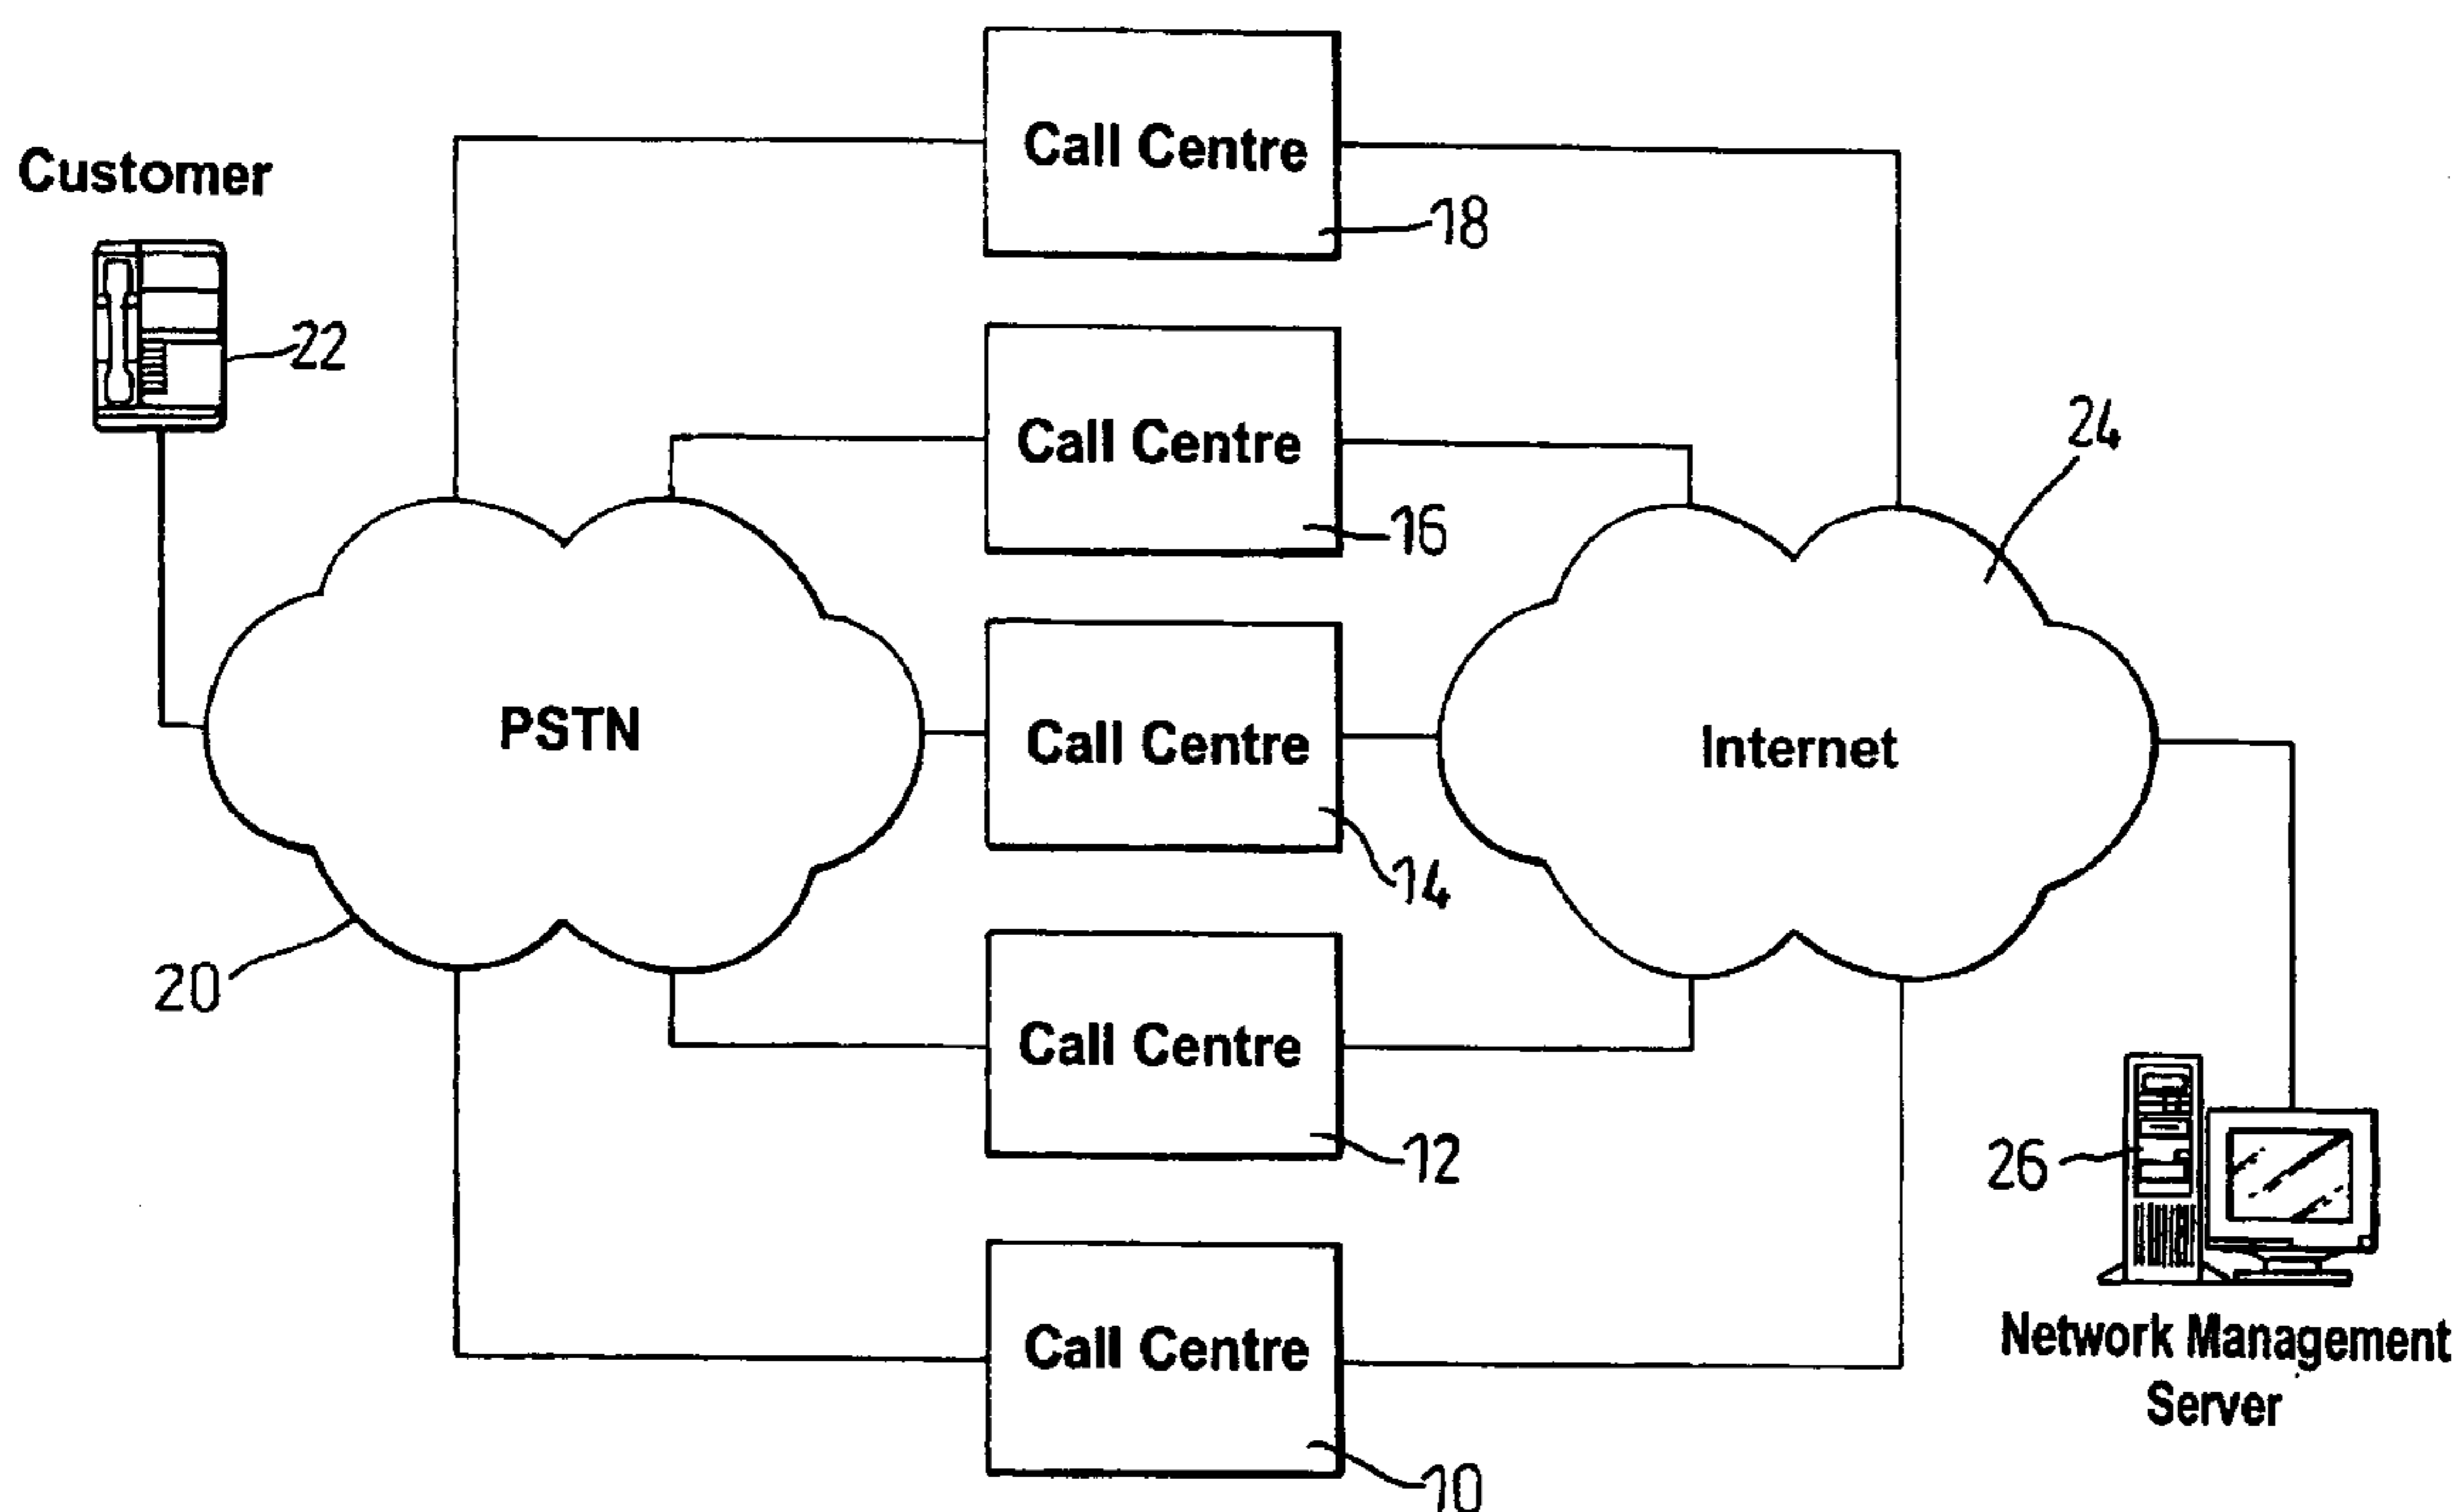 Customer
22
Call Centre
18
Call Centre
16
24
PSTN
Call Centre
14
Internet
20
Call Centre
12
26
Network Management
Server
Call Centre
10